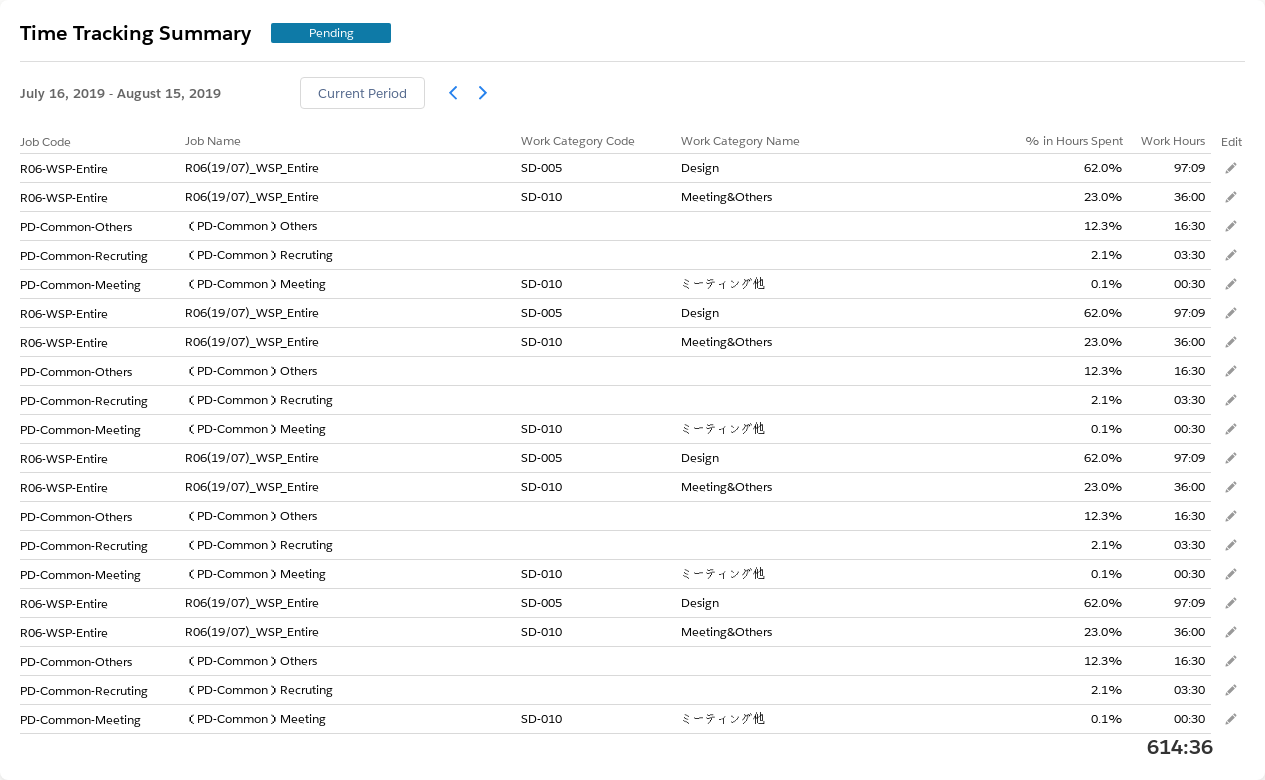 Time Tracking Summary Pending
July 16, 2019 - August 15, 2019 Current Period
Job Code Job Name Work Category Code Work Category Name % in Hours Spent Work Hours Edit
R06-WSP-Entire R06(19/07)_WSP_Entire SD-005 Design 62.0% 97:09
R06-WSP-Entire R06(19/07)_WSP_Entire SD-010 Meeting&Others 23.0% 36:00
PD-Common-Others （PD-Common）Others 12.3% 16:30
PD-Common-Recruting （PD-Common）Recruting 2.1% 03:30
PD-Common-Meeting （PD-Common）Meeting SD-010 ミーティング他 0.1% 00:30
R06-WSP-Entire R06(19/07)_WSP_Entire SD-005 Design 62.0% 97:09
R06-WSP-Entire R06(19/07)_WSP_Entire SD-010 Meeting&Others 23.0% 36:00
PD-Common-Others （PD-Common）Others 12.3% 16:30
PD-Common-Recruting （PD-Common）Recruting 2.1% 03:30
PD-Common-Meeting （PD-Common）Meeting SD-010 ミーティング他 0.1% 00:30
R06-WSP-Entire R06(19/07)_WSP_Entire SD-005 Design 62.0% 97:09
R06-WSP-Entire R06(19/07)_WSP_Entire SD-010 Meeting&Others 23.0% 36:00
PD-Common-Others （PD-Common）Others 12.3% 16:30
PD-Common-Recruting （PD-Common）Recruting 2.1% 03:30
PD-Common-Meeting （PD-Common）Meeting SD-010 ミーティング他 0.1% 00:30
R06-WSP-Entire R06(19/07)_WSP_Entire SD-005 Design 62.0% 97:09
R06-WSP-Entire R06(19/07)_WSP_Entire SD-010 Meeting&Others 23.0% 36:00
PD-Common-Others （PD-Common）Others 12.3% 16:30
PD-Common-Recruting （PD-Common）Recruting 2.1% 03:30
PD-Common-Meeting （PD-Common）Meeting SD-010 ミーティング他 0.1% 00:30
614:36